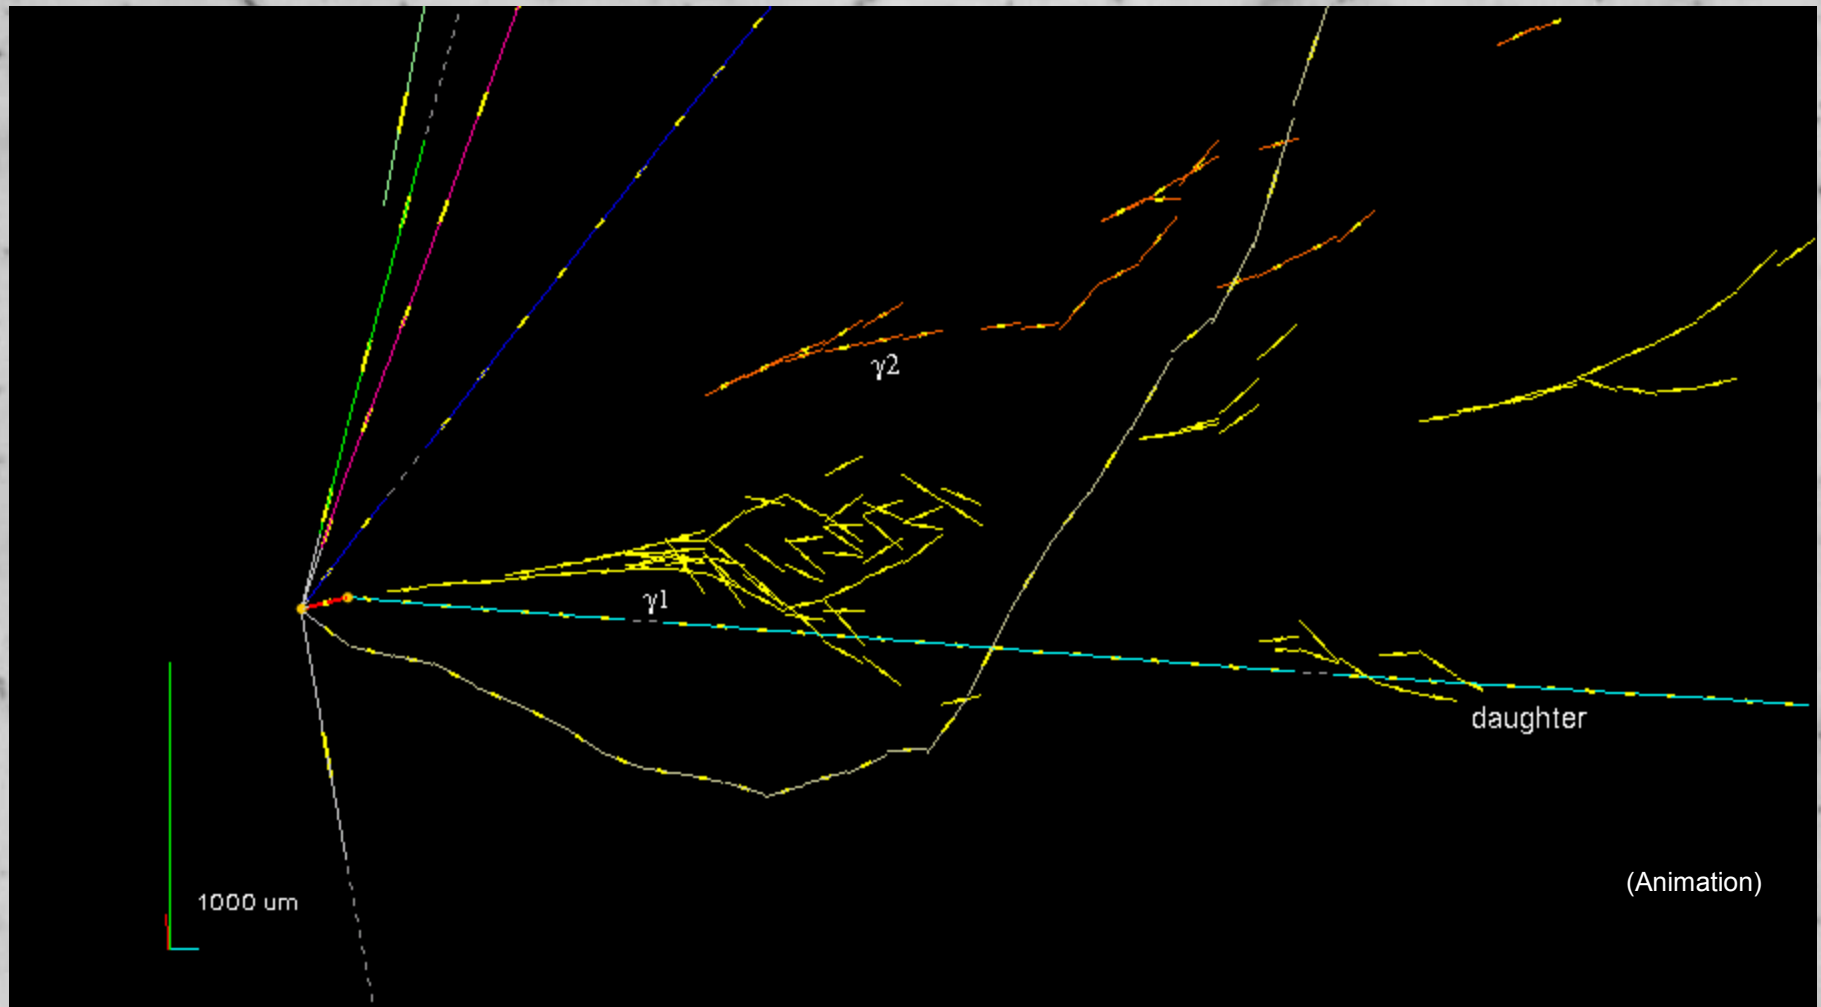 γ2
γ1
daughter
(Animation)
1000 um